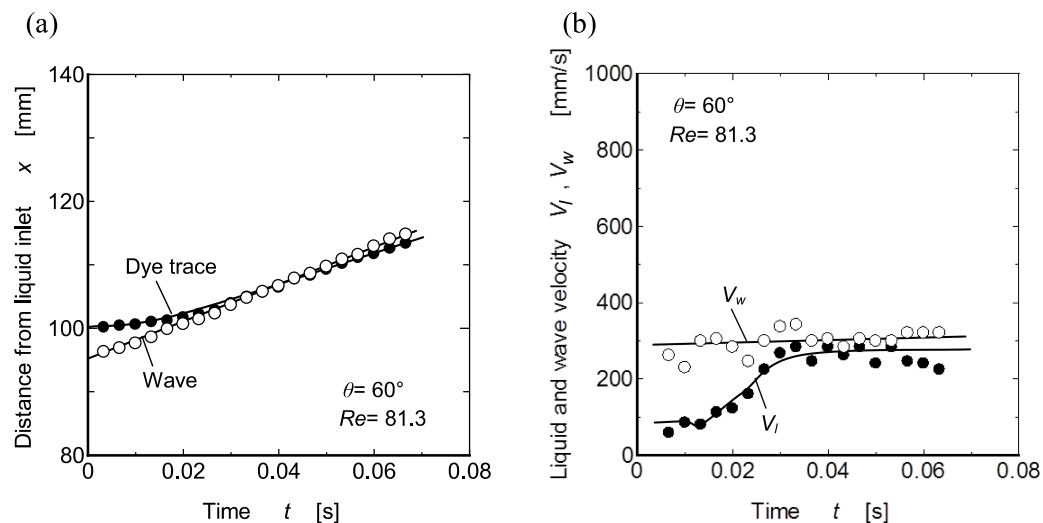 (a)
140
120
100
80
0
0.02
0.04
0.06
0.08
Distance from liquid inlet x [mm]
Time t [s]
Dye trace
Wave
θ= 60°
Re= 81.3
(b)
1000
800
600
400
200
0
0
0.02
0.04
0.06
0.08
Liquid and wave velocity V_l , V_w [mm/s]
Time t [s]
θ= 60°
Re= 81.3
V_w
V_l